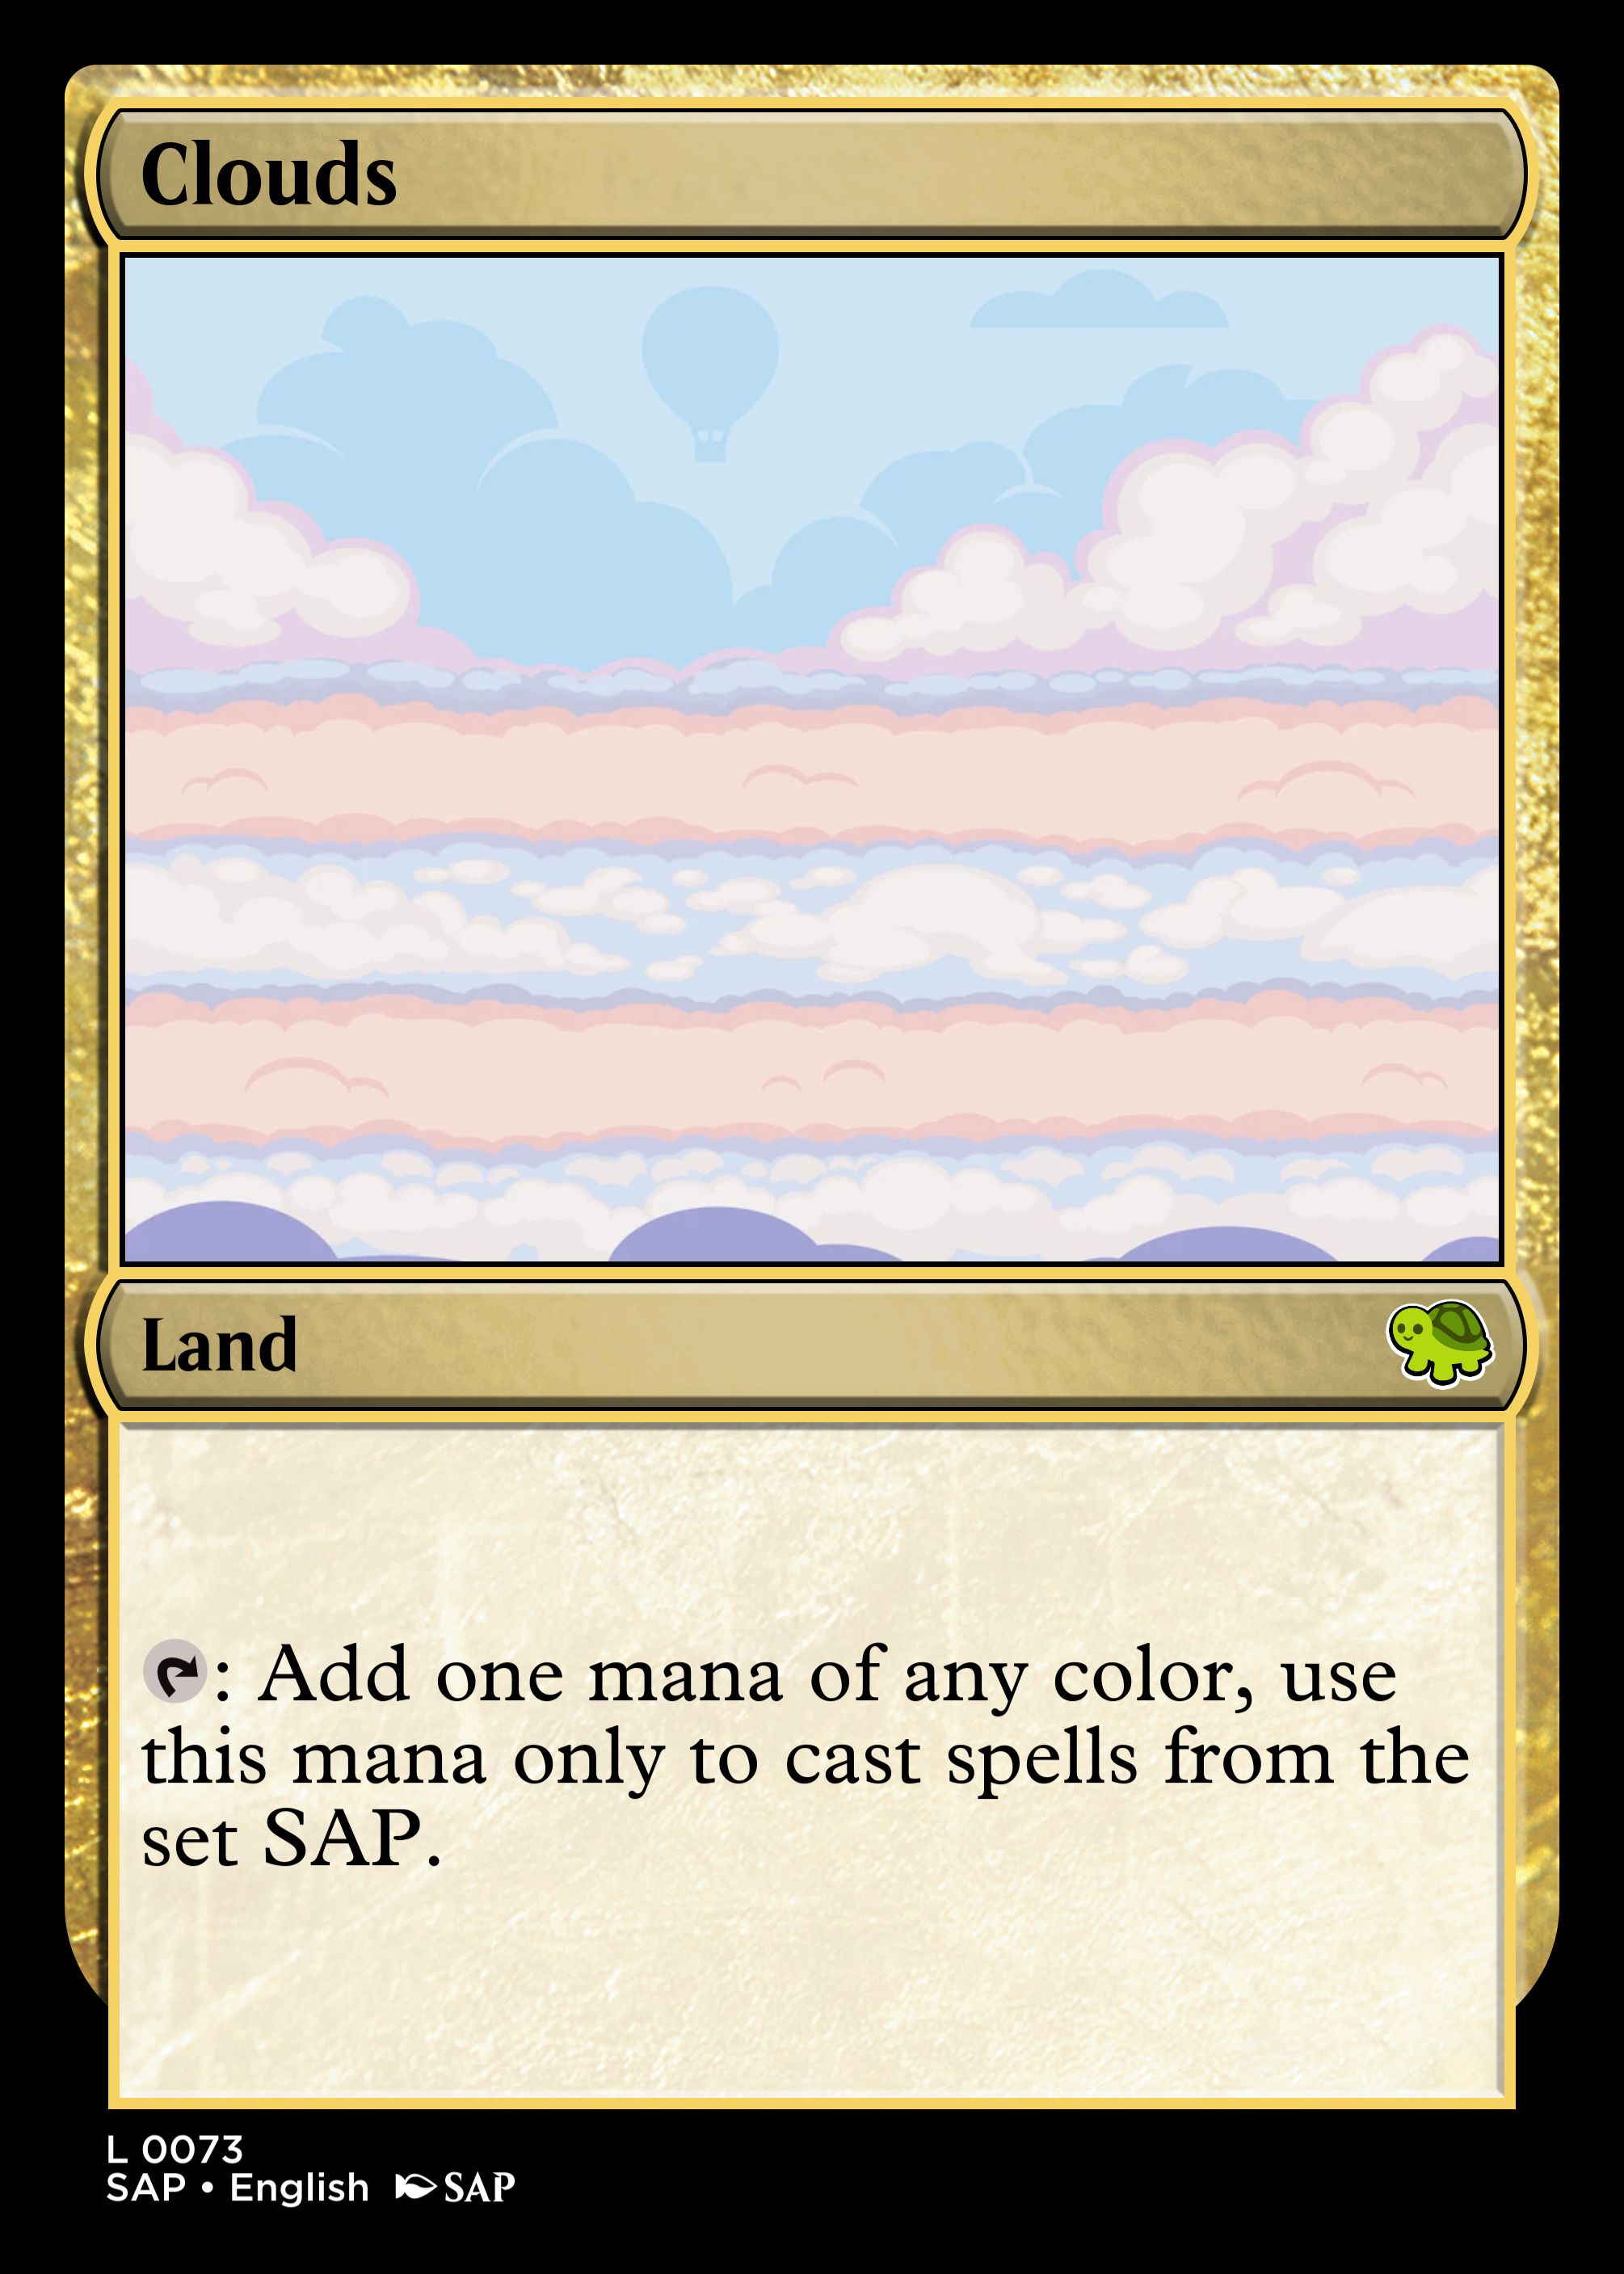 Clouds
Land
: Add one mana of any color, use
this mana only to cast spells from the
set SAP.
L 0073
SAP • English SAP